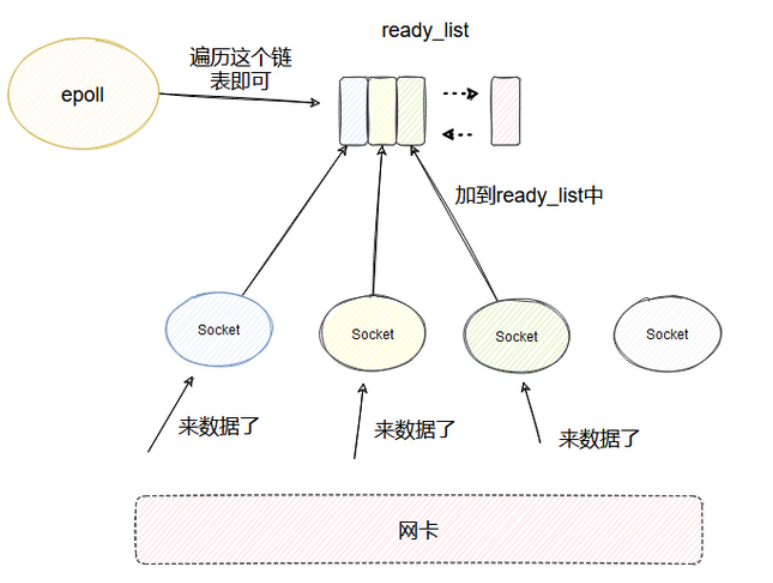 ready_list
遍历这个链
表即可
epoll
加到ready_list中
Socket
Socket
Socket
Socket
来数据了
来数据了
来数据了
网卡